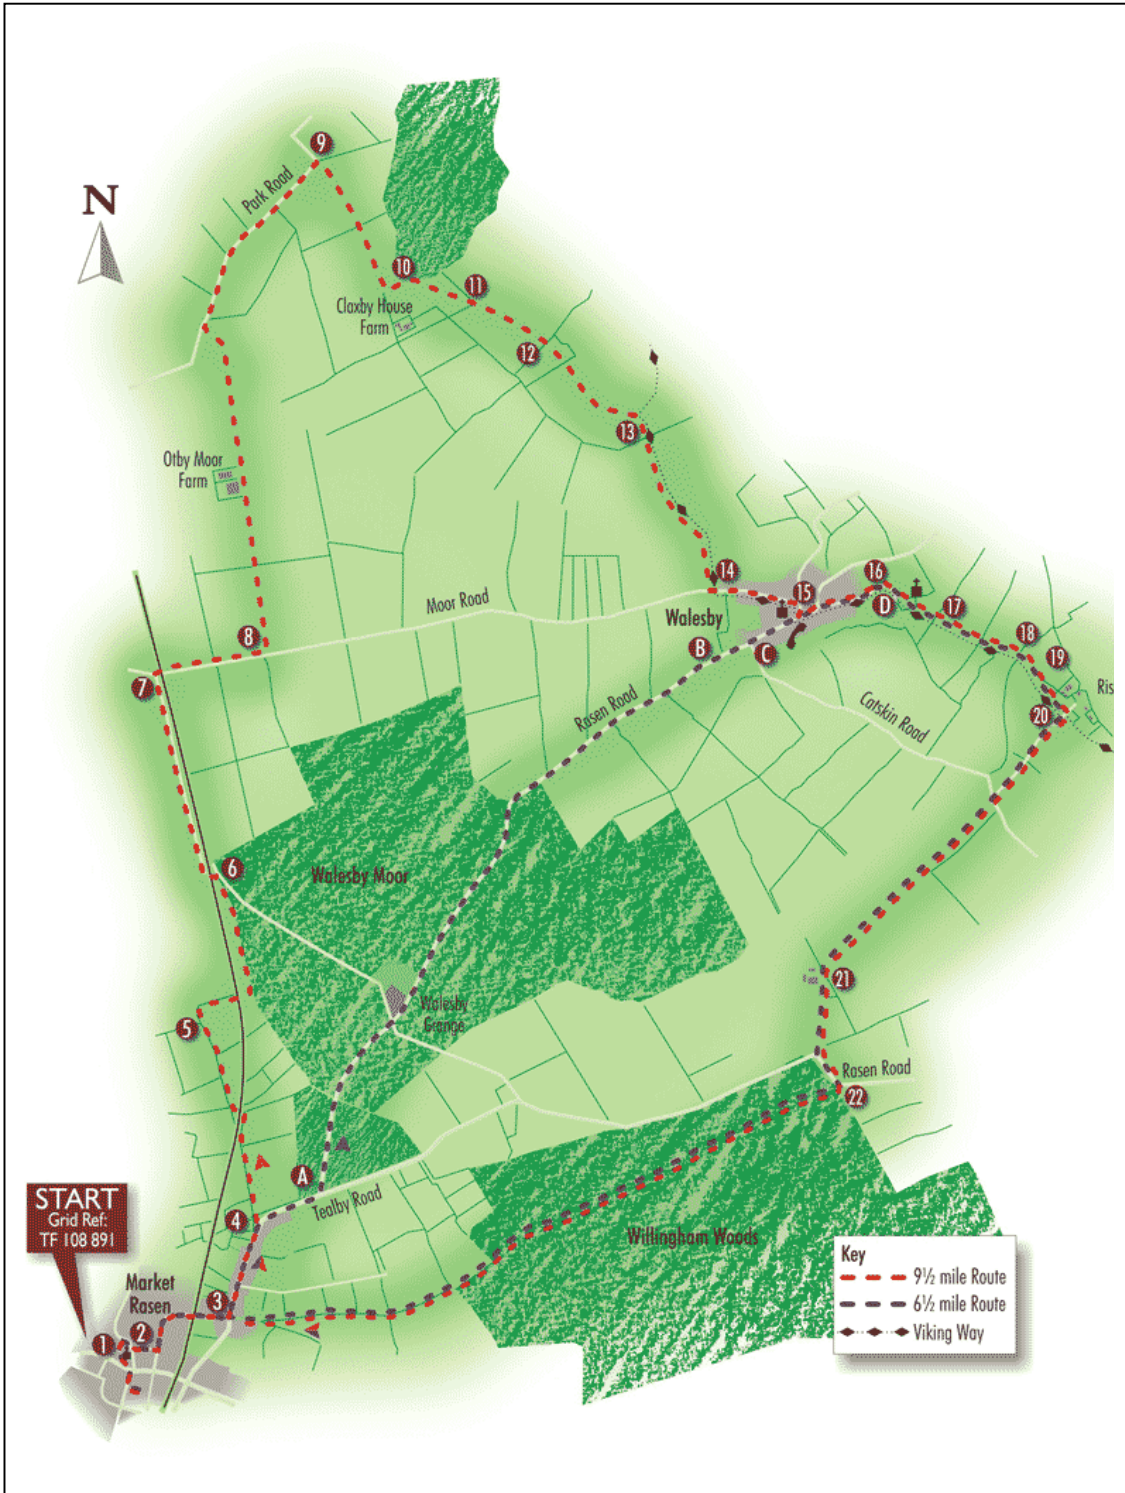 9
Park Road
N
10
11
Claxby House
Farm
12
13
Otby Moor
Farm
14
16
15
Moor Road
D
17
Walesby
8
18
B
C
19
7
Ris
Rasen Road
Catskin Road
20
6
Walesby Moor
21
Walesby
Grange
5
Rasen Road
22
A
START
Grid Ref:
TF 108 891
Tealby Road
4
Willingham Woods
Key
9½ mile Route
6½ mile Route
Viking Way
Market
Rasen
3
1
2